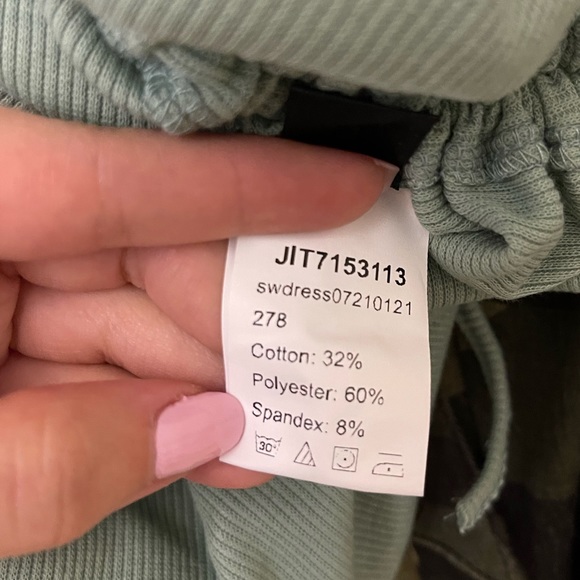 JIT7153113
swdress07210121
278
Cotton: 32%
Polyester: 60%
Spandex: 8%
30°